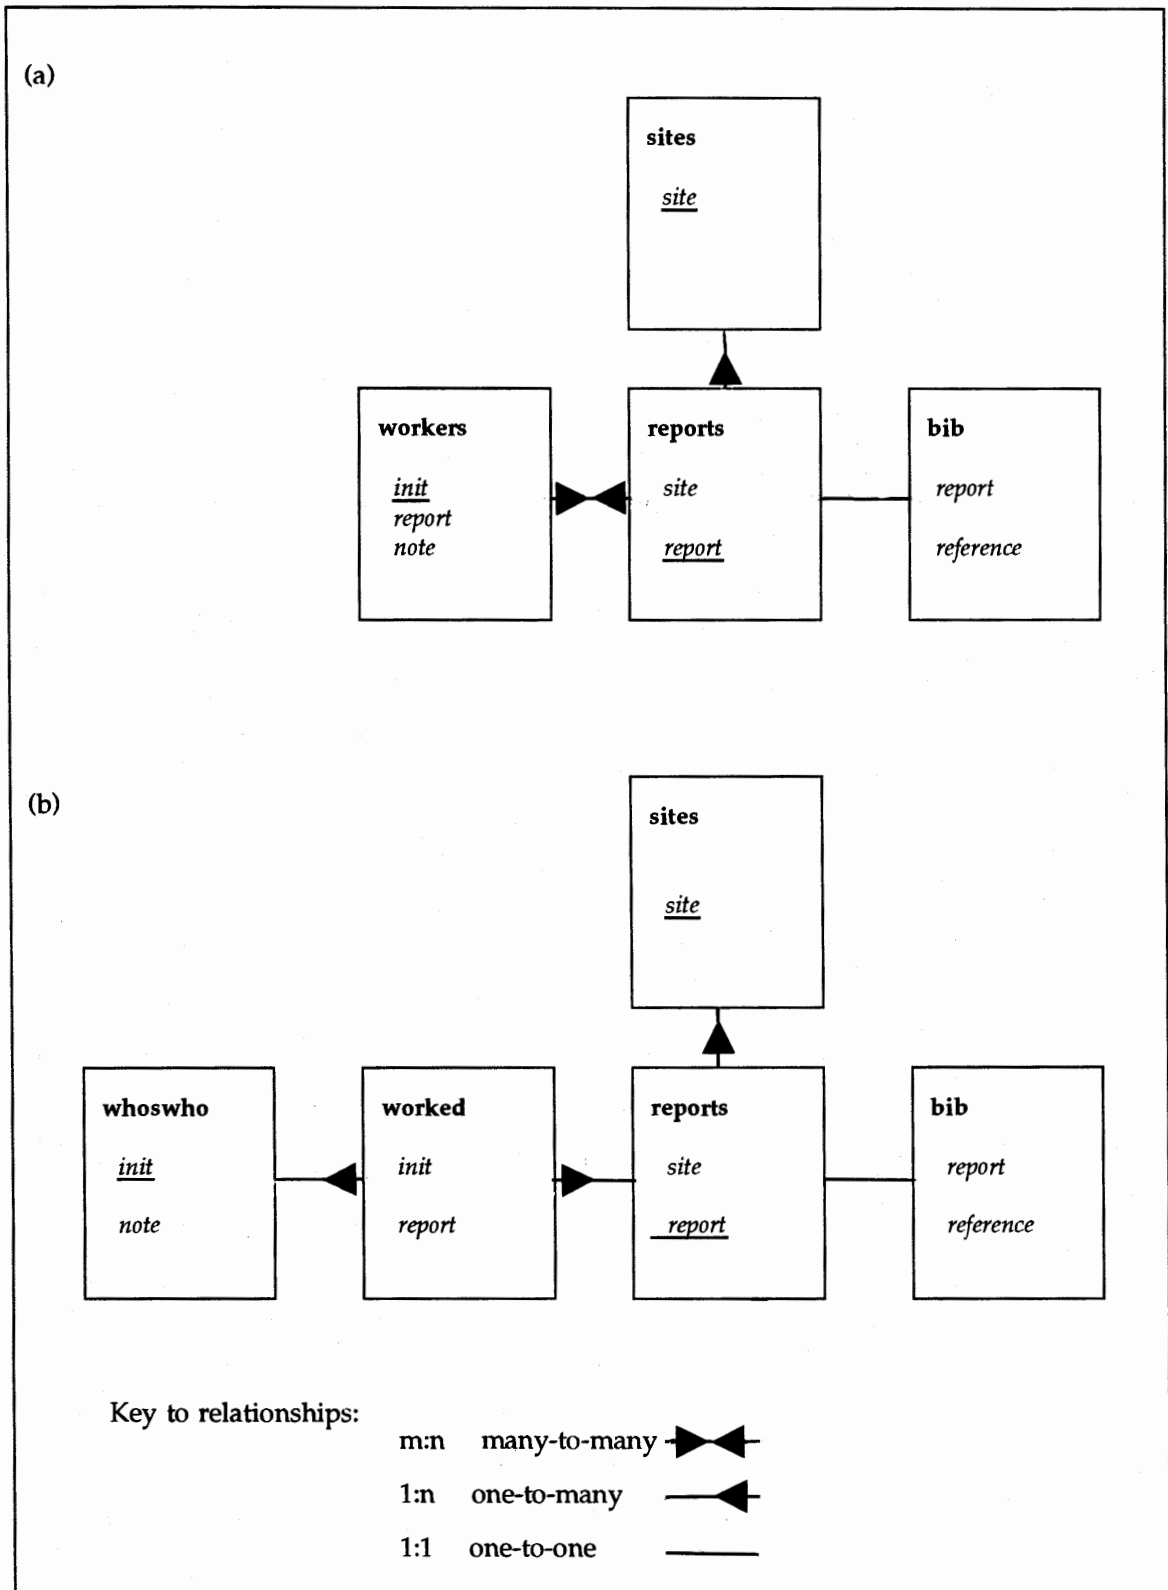 (a)
sites
site
workers
init
report
note
reports
site
report
bib
report
reference
(b)
sites
site
whoswho
init
note
worked
init
report
reports
site
report
bib
report
reference
Key to relationships:
m:n many-to-many
1:n one-to-many
1:1 one-to-one